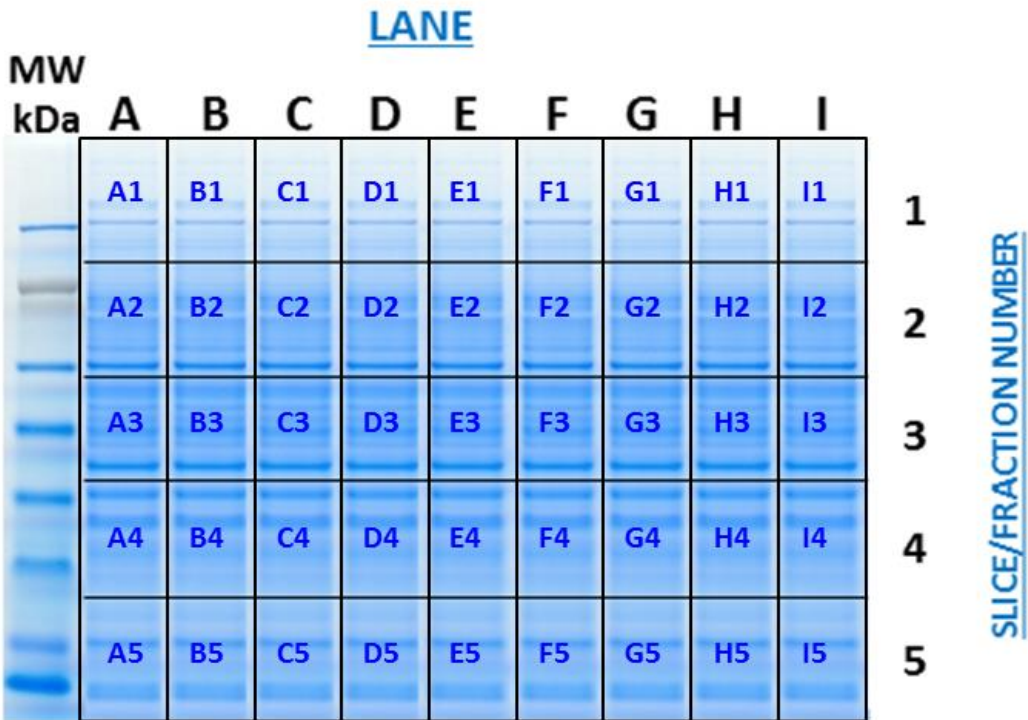 LANE
MW
kDa A B C D E F G H I
A1 B1 C1 D1 E1 F1 G1 H1 I1
1
A2 B2 C2 D2 E2 F2 G2 H2 I2
2
A3 B3 C3 D3 E3 F3 G3 H3 I3
3
A4 B4 C4 D4 E4 F4 G4 H4 I4
4
A5 B5 C5 D5 E5 F5 G5 H5 I5
5
SLICE/FRACTION NUMBER